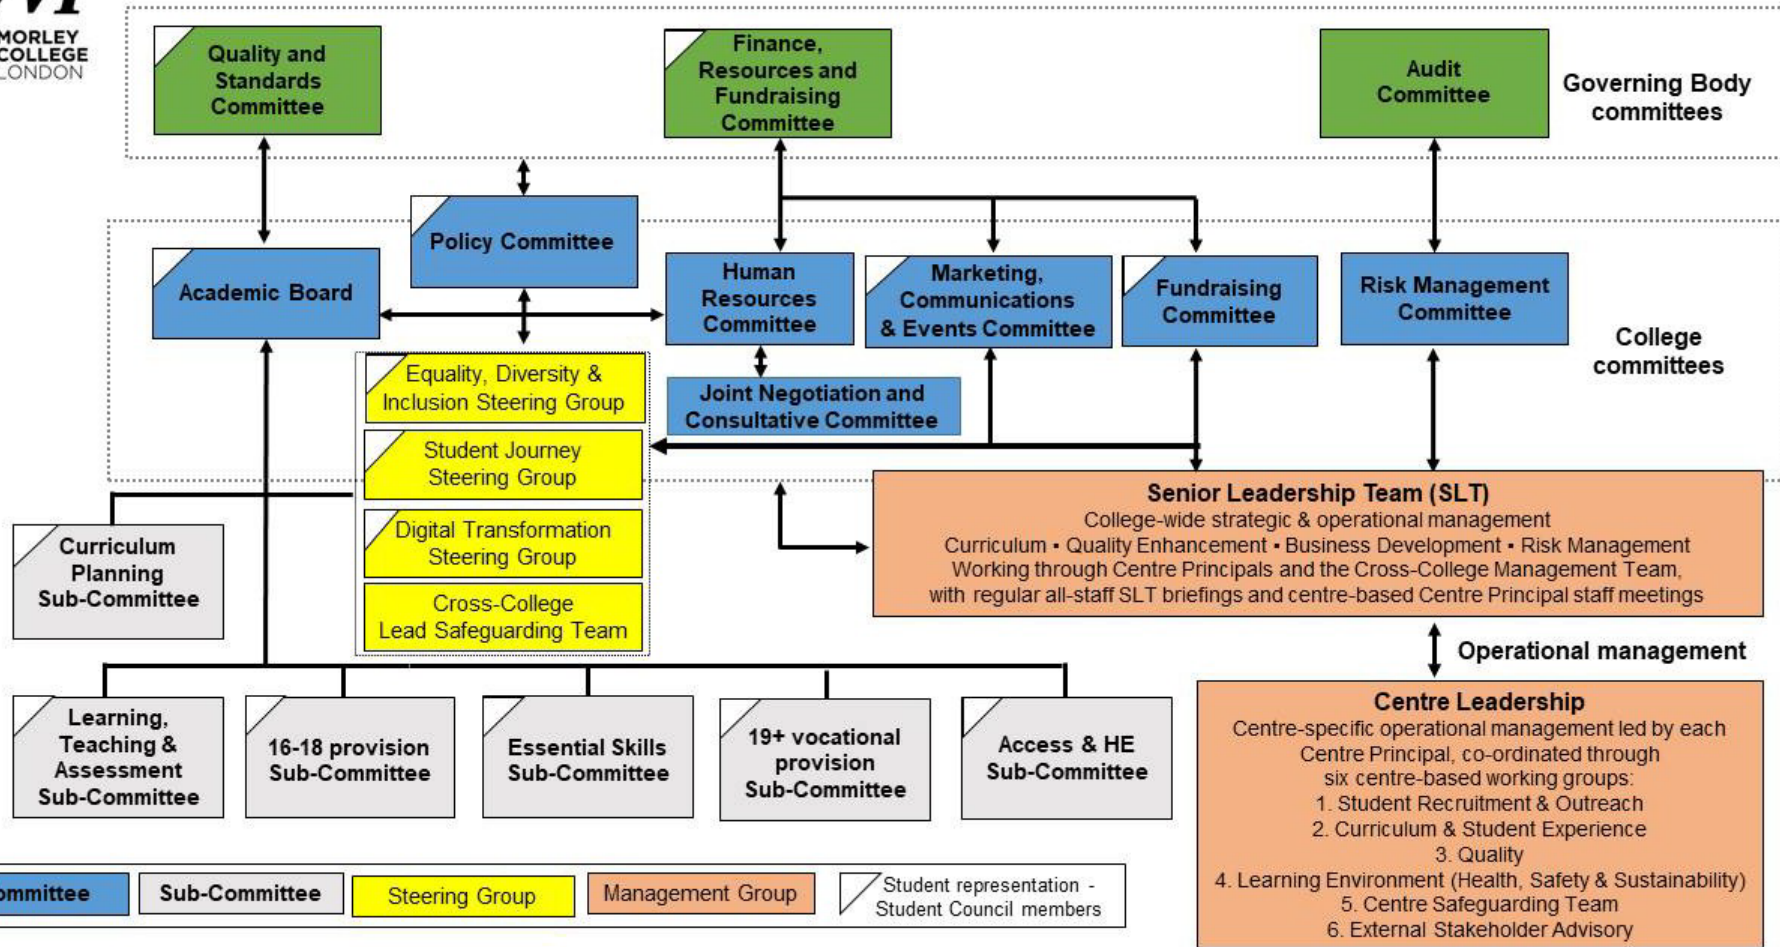 MORLEY
COLLEGE
LONDON
Quality and
Standards
Committee
Finance,
Resources and
Fundraising
Committee
Audit
Committee
Governing Body
committees
Policy Committee
Academic Board
Human
Resources
Committee
Marketing,
Communications
& Events Committee
Fundraising
Committee
Risk Management
Committee
College
committees
Joint Negotiation and
Consultative Committee
Equality, Diversity &
Inclusion Steering Group
Student Journey
Steering Group
Digital Transformation
Steering Group
Cross-College
Lead Safeguarding Team
Senior Leadership Team (SLT)
College-wide strategic & operational management
Curriculum ▪ Quality Enhancement ▪ Business Development ▪ Risk Management
Working through Centre Principals and the Cross-College Management Team,
with regular all-staff SLT briefings and centre-based Centre Principal staff meetings
Curriculum
Planning
Sub-Committee
Operational management
Learning,
Teaching &
Assessment
Sub-Committee
16-18 provision
Sub-Committee
Essential Skills
Sub-Committee
19+ vocational
provision
Sub-Committee
Access & HE
Sub-Committee
Centre Leadership
Centre-specific operational management led by each
Centre Principal, co-ordinated through
six centre-based working groups:
1. Student Recruitment & Outreach
2. Curriculum & Student Experience
3. Quality
4. Learning Environment (Health, Safety & Sustainability)
5. Centre Safeguarding Team
6. External Stakeholder Advisory
ommittee
Sub-Committee
Steering Group
Management Group
Student representation -
Student Council members